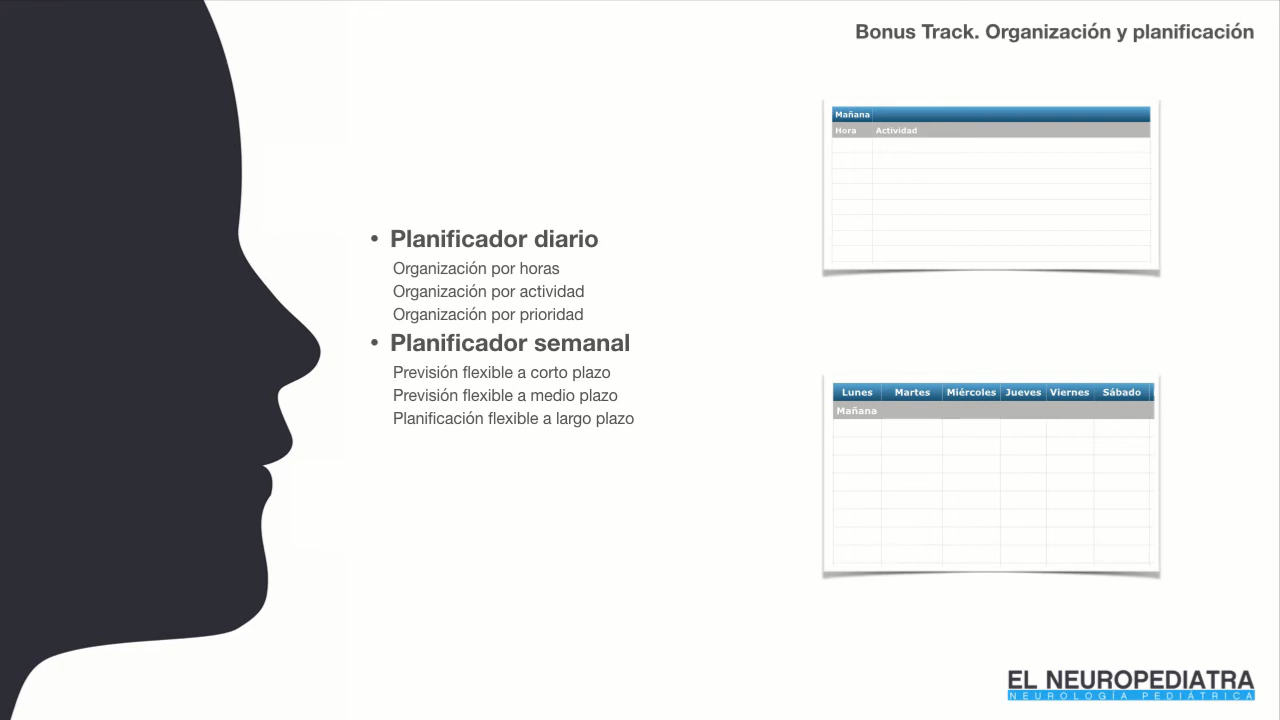 Bonus Track. Organización y planificación
Mañana
Hora Actividad
• Planificador diario
Organización por horas
Organización por actividad
Organización por prioridad
• Planificador semanal
Previsión flexible a corto plazo
Previsión flexible a medio plazo
Planificación flexible a largo plazo
Lunes Martes Miércoles Jueves Viernes Sábado
Mañana
EL NEUROPEDIATRA
NEUROLOGÍA PEDIÁTRICA